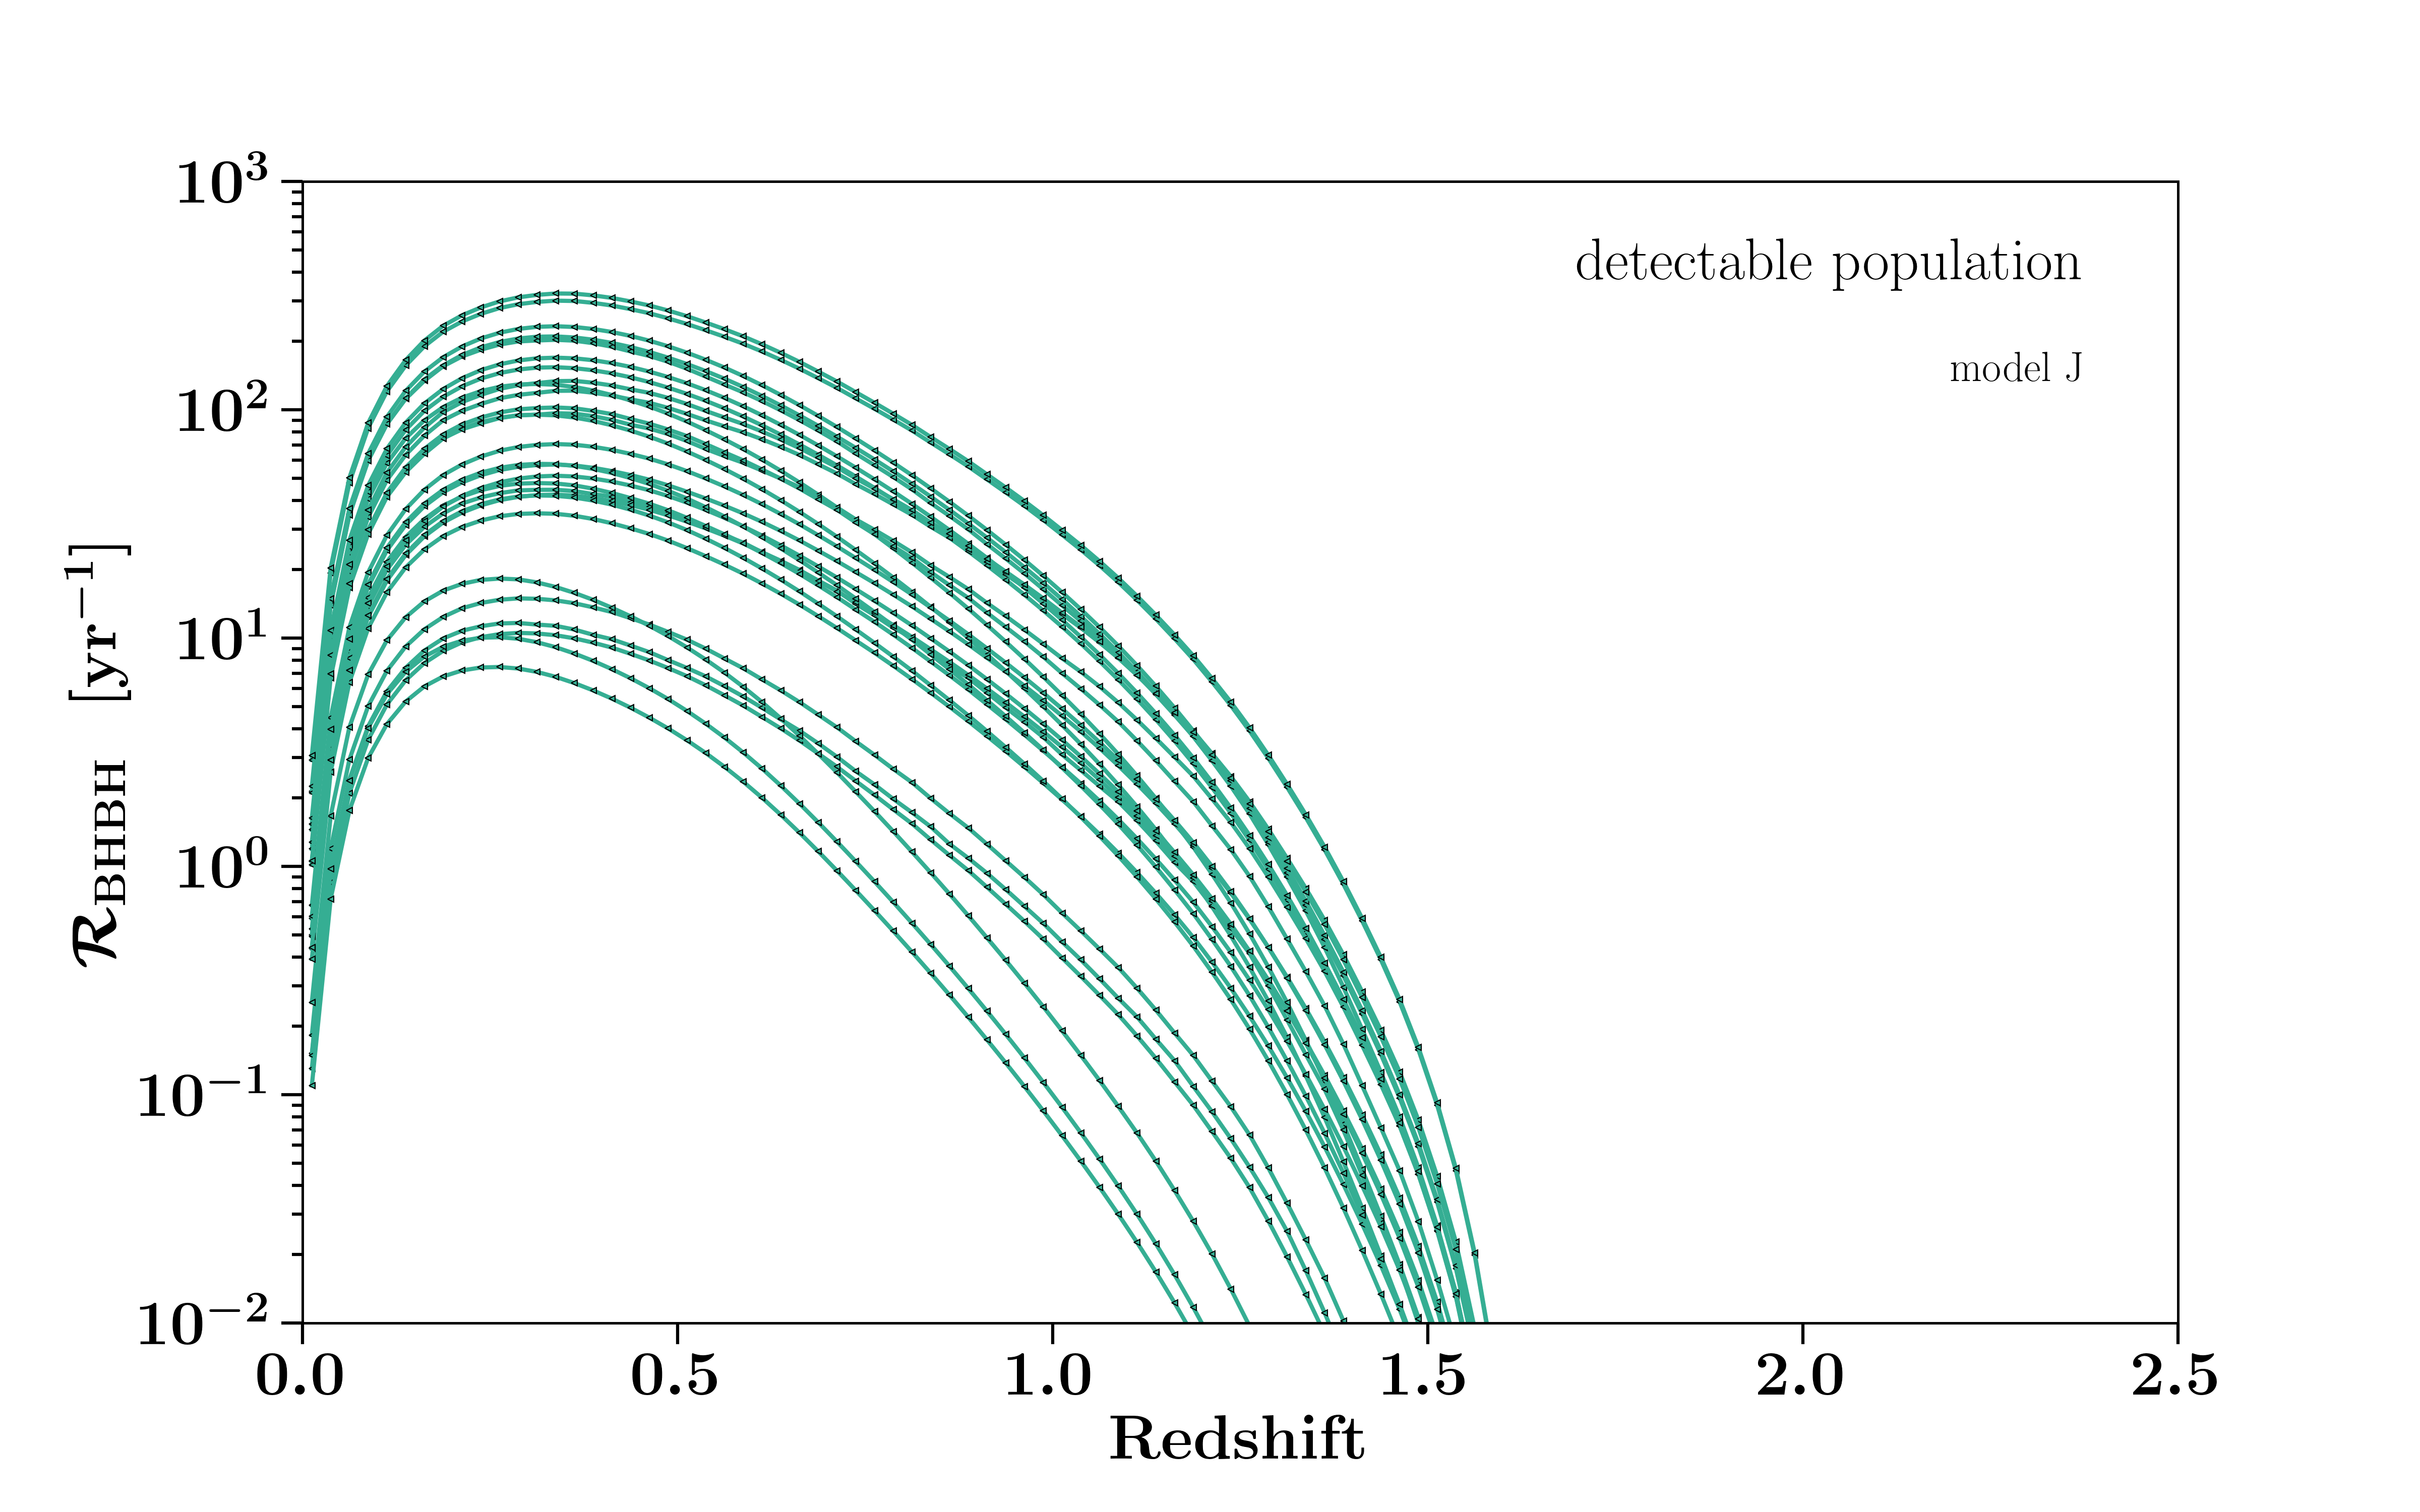 10^3
detectable population
model J
10^2
10^1
10^0
10^−1
10^−2
ℛ_BHBH [yr^−1]
0.0 0.5 1.0 1.5 2.0 2.5
Redshift